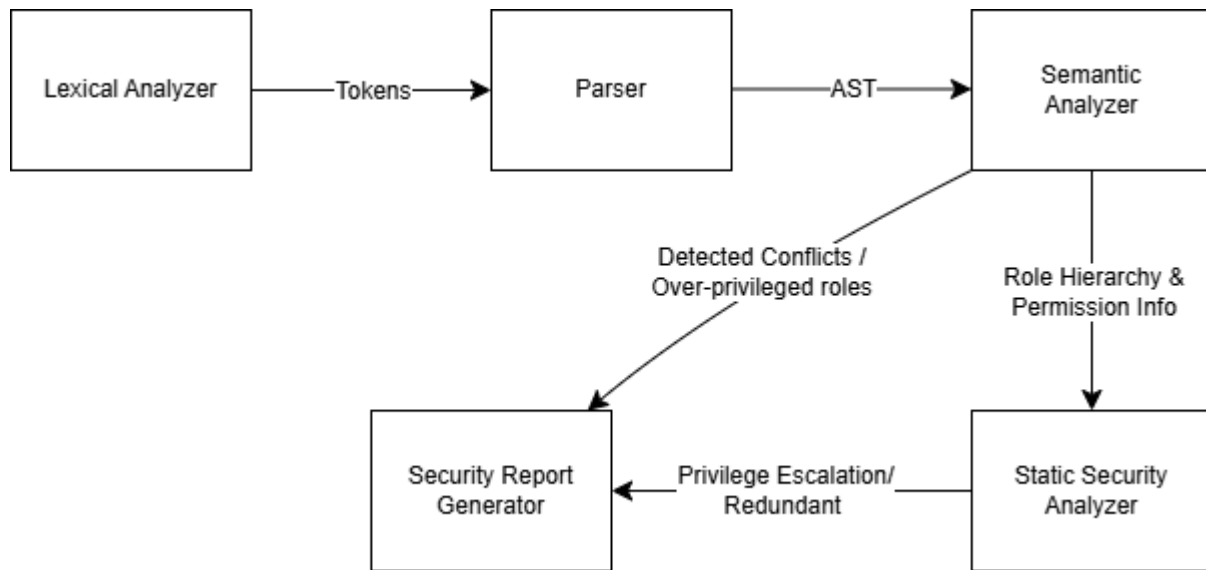 Lexical Analyzer
Tokens
Parser
AST
Semantic
Analyzer
Detected Conflicts /
Over-privileged roles
Role Hierarchy &
Permission Info
Security Report
Generator
Privilege Escalation/
Redundant
Static Security
Analyzer